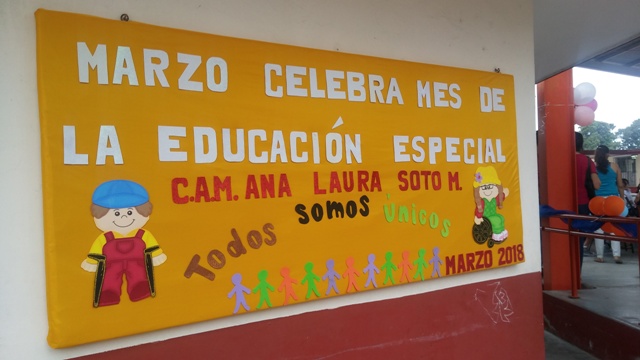 MARZO CELEBRA MES DE
LA EDUCACIÓN ESPECIAL
C.A.M. ANA LAURA SOTO M.
Todos somos Únicos
MARZO 2018